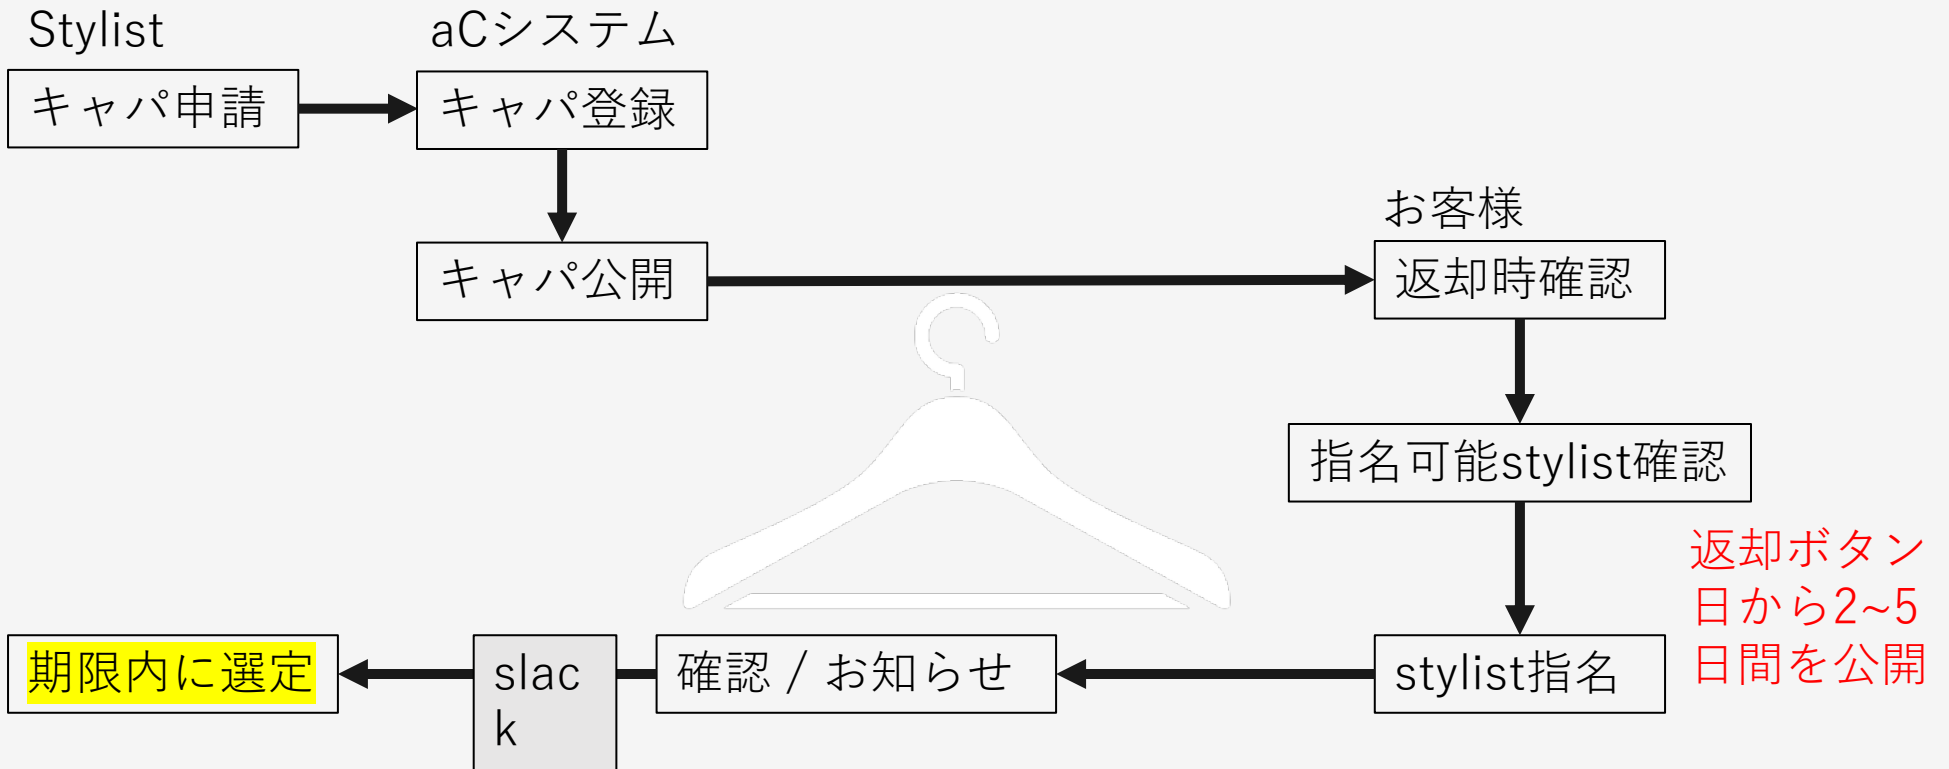 Stylist
aCシステム
キャパ申請
キャパ登録
お客様
キャパ公開
返却時確認
指名可能stylist確認
返却ボタン
日から2~5
日間を公開
期限内に選定
slac
k
確認 / お知らせ
stylist指名